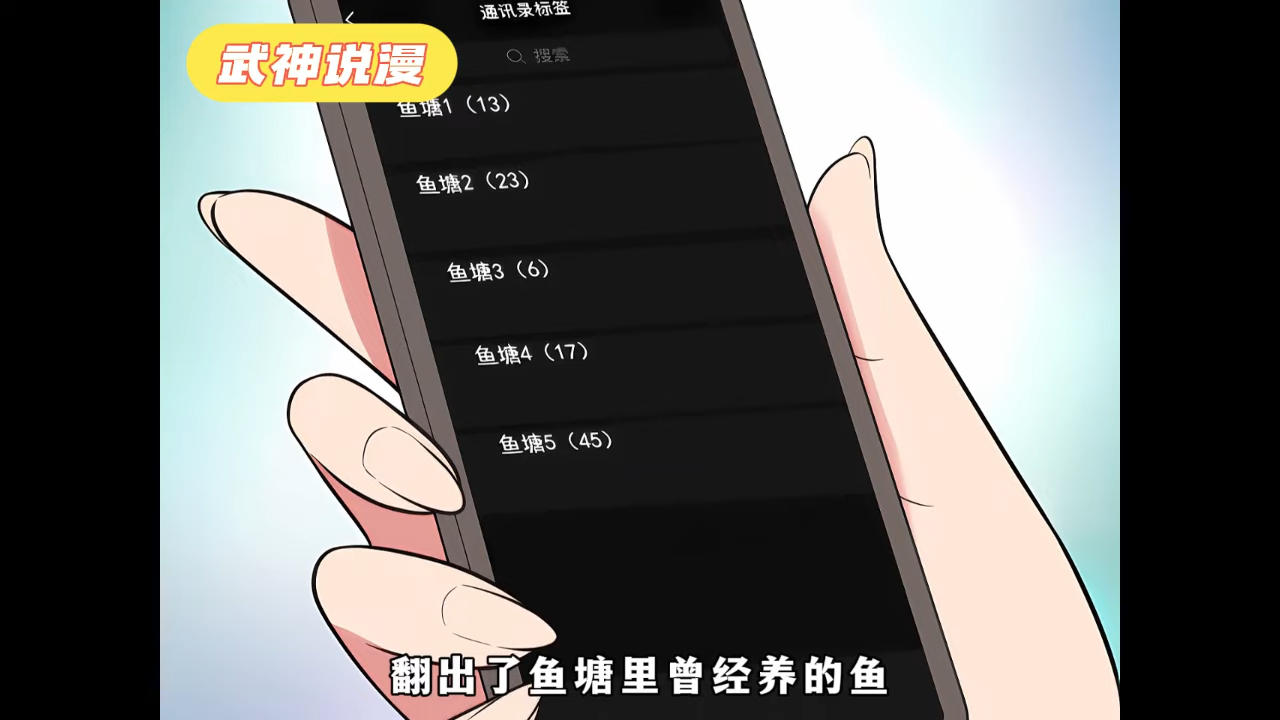 通讯录标签
武神说漫
搜索
鱼塘1（13）
鱼塘2（23）
鱼塘3（6）
鱼塘4（17）
鱼塘5（45）
翻出了鱼塘里曾经养的鱼